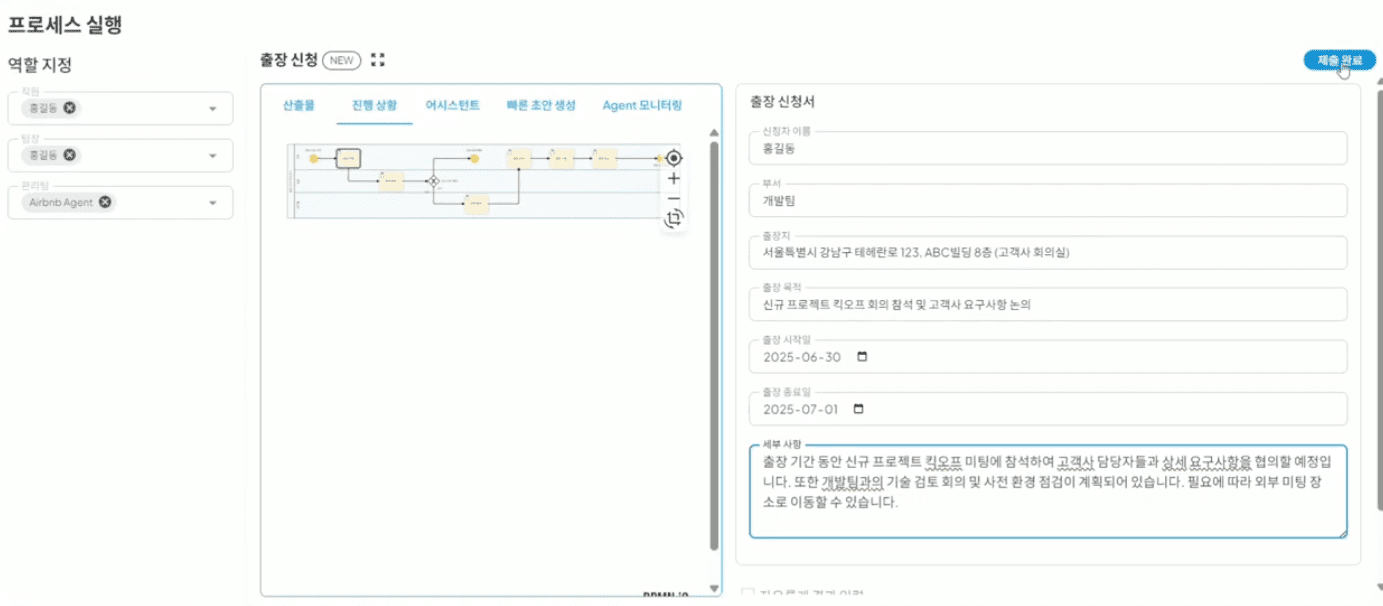 프로세스 실행
역할 지정
직원
홍길동
팀장
홍길동
관리팀
Airbnb Agent
출장 신청 NEW
제출 완료
산출물 진행 상황 어시스턴트 빠른 초안 생성 Agent 모니터링
출장 신청서
신청자 이름
홍길동
부서
개발팀
출장지
서울특별시 강남구 테헤란로 123, ABC빌딩 8층 (고객사 회의실)
출장 목적
신규 프로젝트 킥오프 회의 참석 및 고객사 요구사항 논의
출장 시작일
2025-06-30
출장 종료일
2025-07-01
세부 사항
출장 기간 동안 신규 프로젝트 킥오프 미팅에 참석하여 고객사 담당자들과 상세 요구사항을 협의할 예정입
니다. 또한 개발팀과의 기술 검토 회의 및 사전 환경 점검이 계획되어 있습니다. 필요에 따라 외부 미팅 장
소로 이동할 수 있습니다.